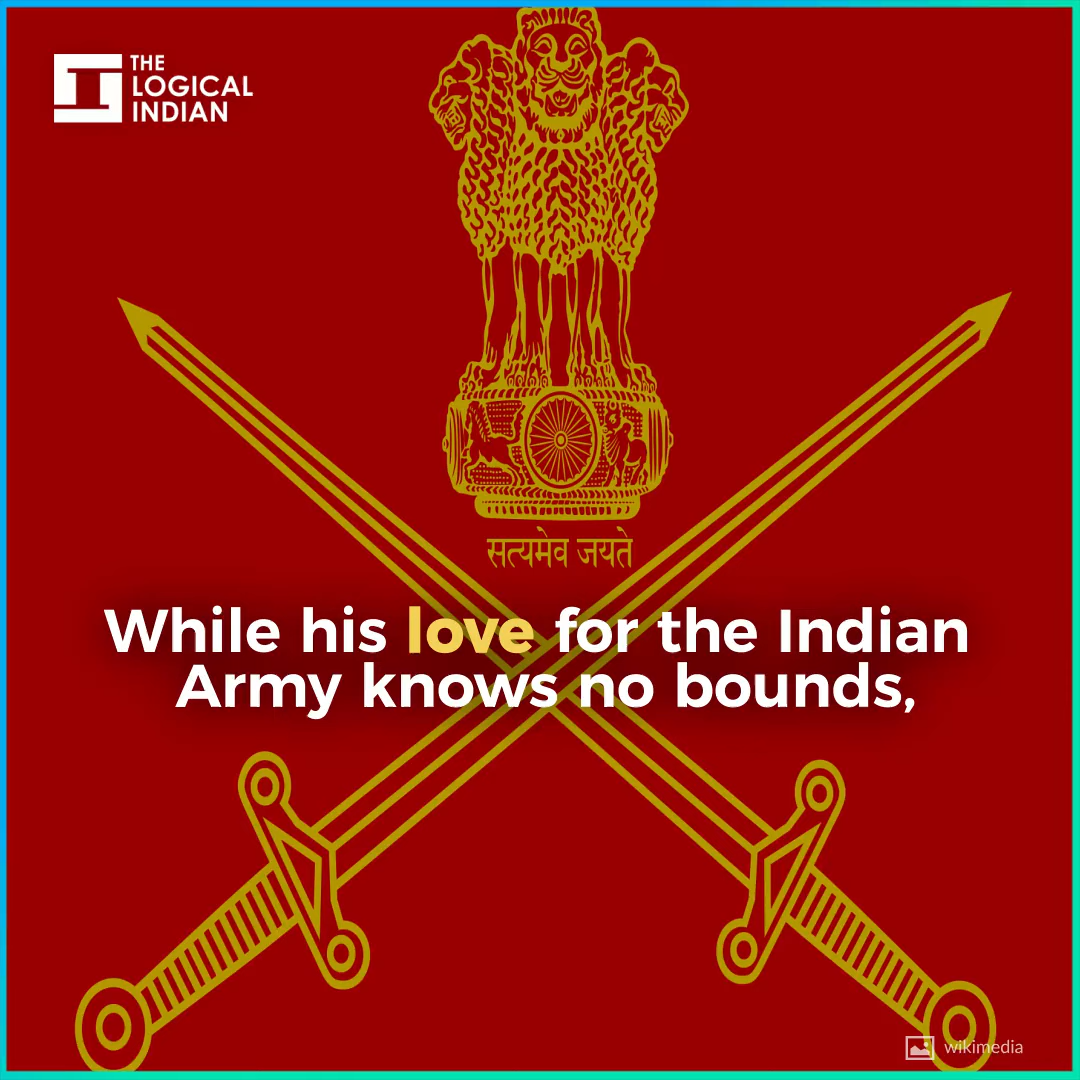 THE
LOGICAL
INDIAN
सत्यमेव जयते
While his love for the Indian
Army knows no bounds,
wikimedia